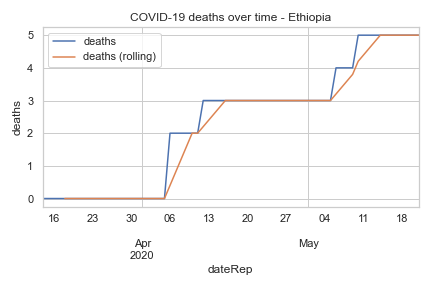 COVID-19 deaths over time - Ethiopia
deaths
deaths (rolling)
deaths
5
4
3
2
1
0
16 23 30 06 13 20 27 04 11 18
Apr May
2020
dateRep